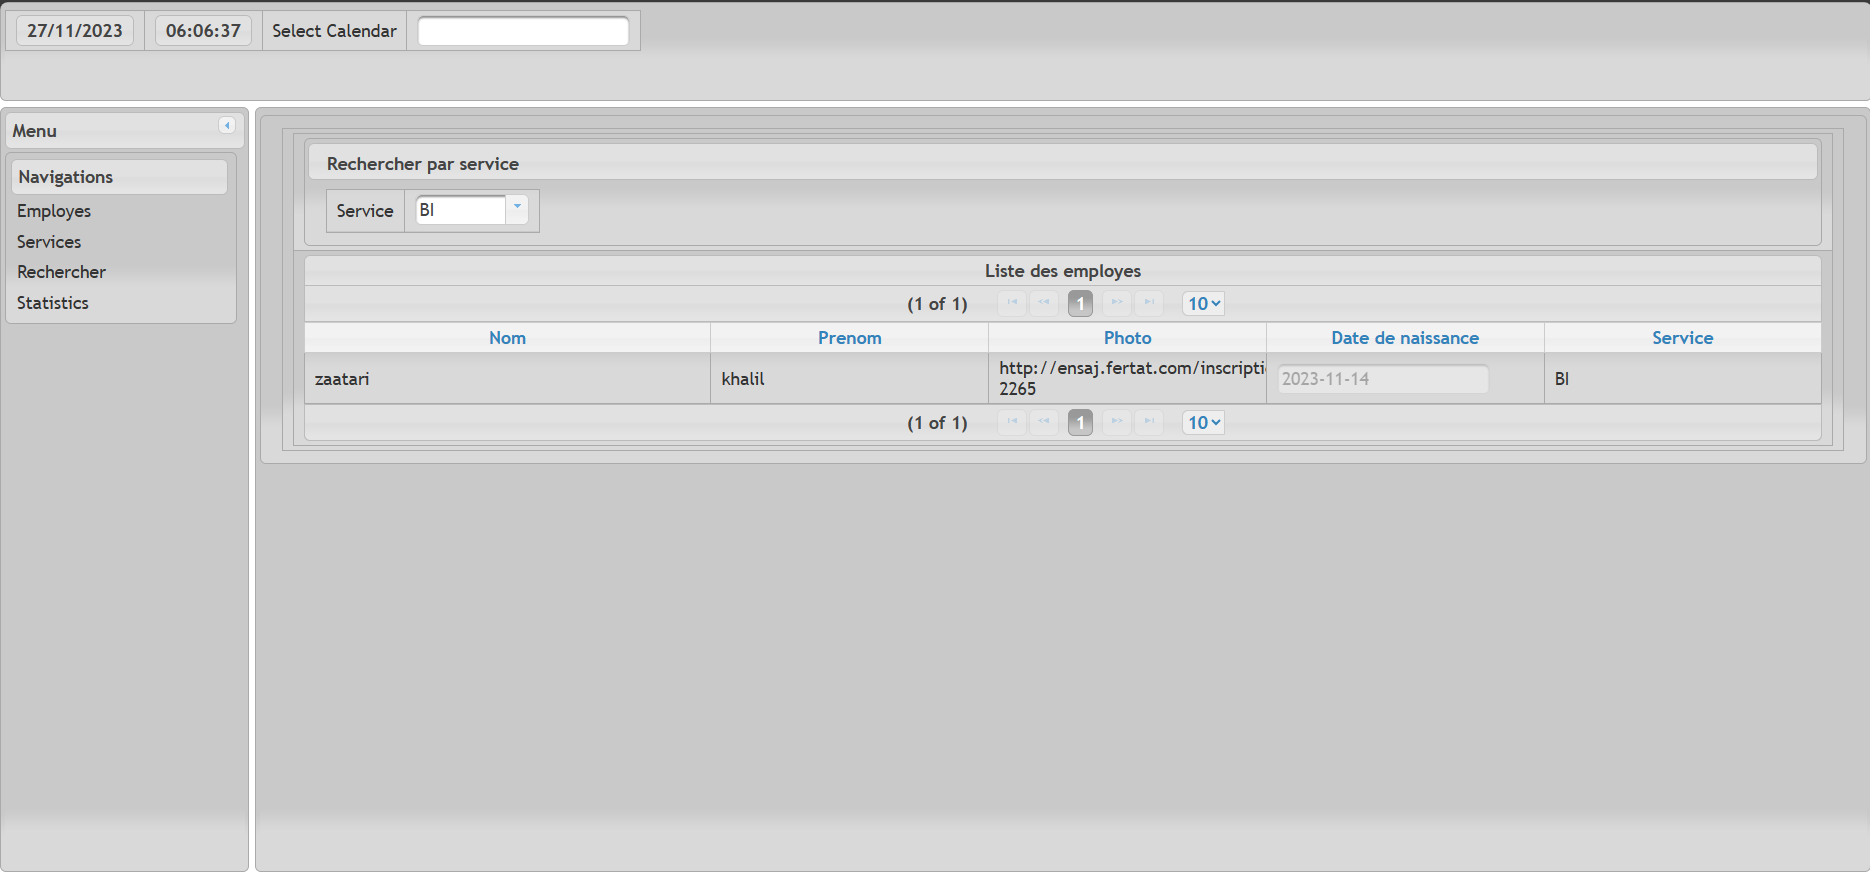 27/11/2023 06:06:37 Select Calendar
Menu
Navigations
Employes
Services
Rechercher
Statistics
Rechercher par service
Service BI
Liste des employes
(1 of 1) 1 10
Nom Prenom Photo Date de naissance Service
zaatari khalil http://ensaj.fertat.com/inscripti 2023-11-14 BI
2265
(1 of 1) 1 10